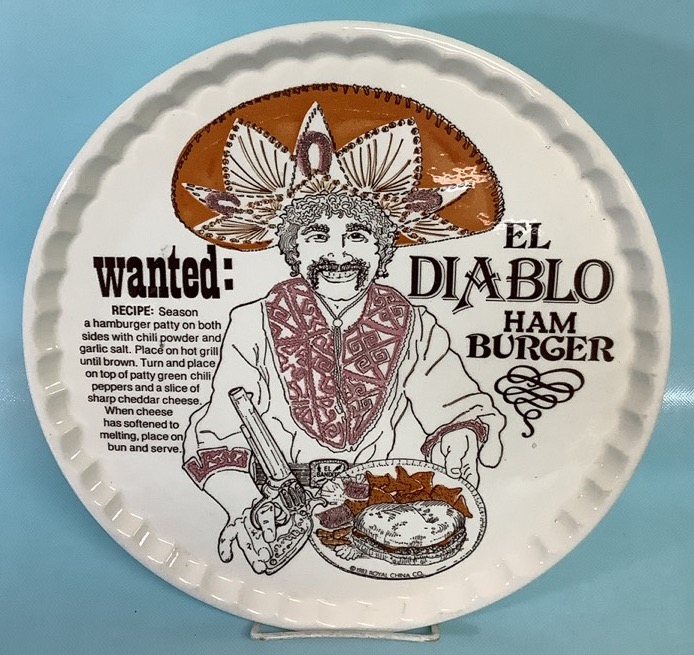 wanted:
RECIPE: Season
a hamburger patty on both
sides with chili powder and
garlic salt. Place on hot grill
until brown. Turn and place
on top of patty green chili
peppers and a slice of
sharp cheddar cheese.
When cheese
has softened to
melting, place on
bun and serve.
EL
DIABLO
HAM
BURGER
EL
BANDITO
© 1983 ROYAL CHINA CO.